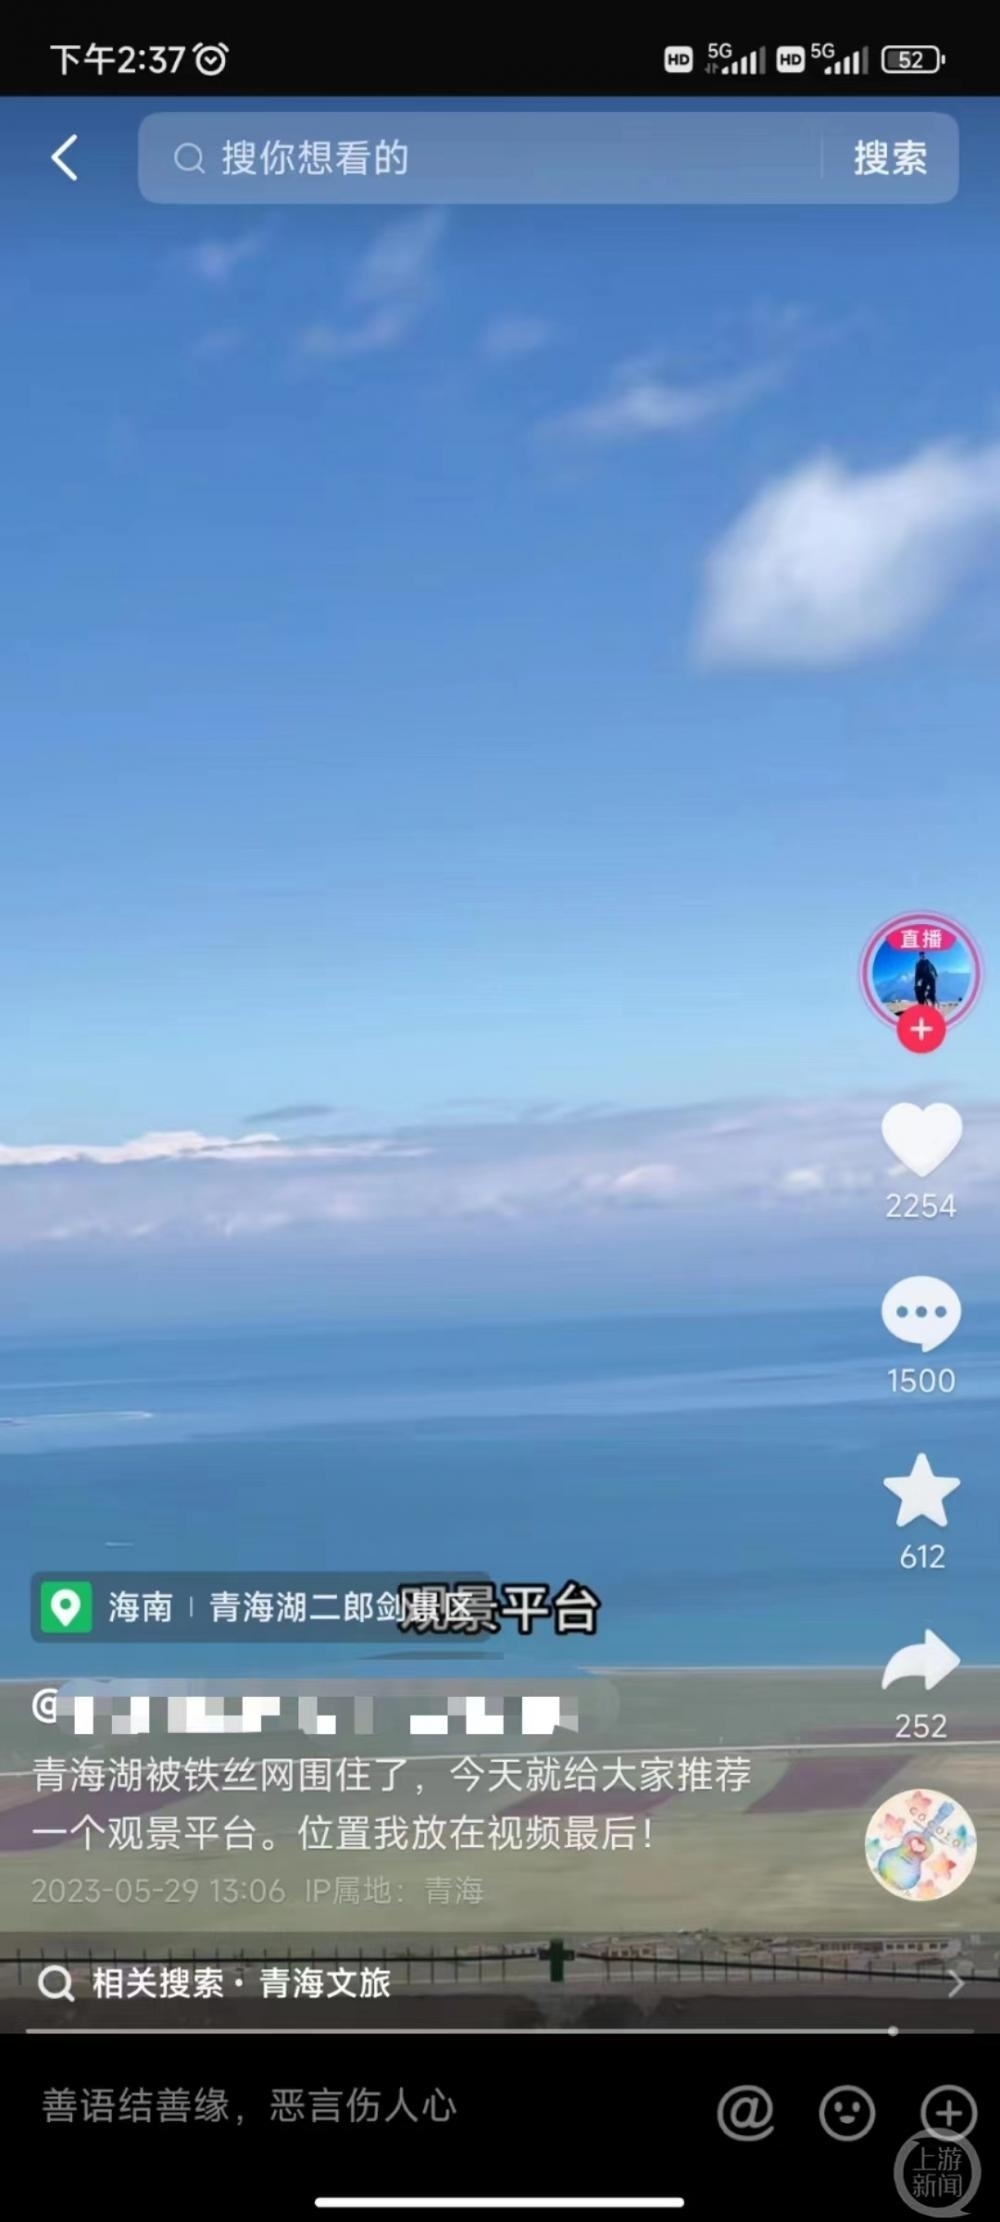 下午2:37
HD 5G HD 5G 52
搜你想看的 搜索
直播
2254
1500
612
海南 | 青海湖二郎剑景区
观景平台
252
@
青海湖被铁丝网围住了，今天就给大家推荐
一个观景平台。位置我放在视频最后！
2023-05-29 13:06 IP属地：青海
相关搜索·青海文旅
善语结善缘，恶言伤人心
上游
新闻